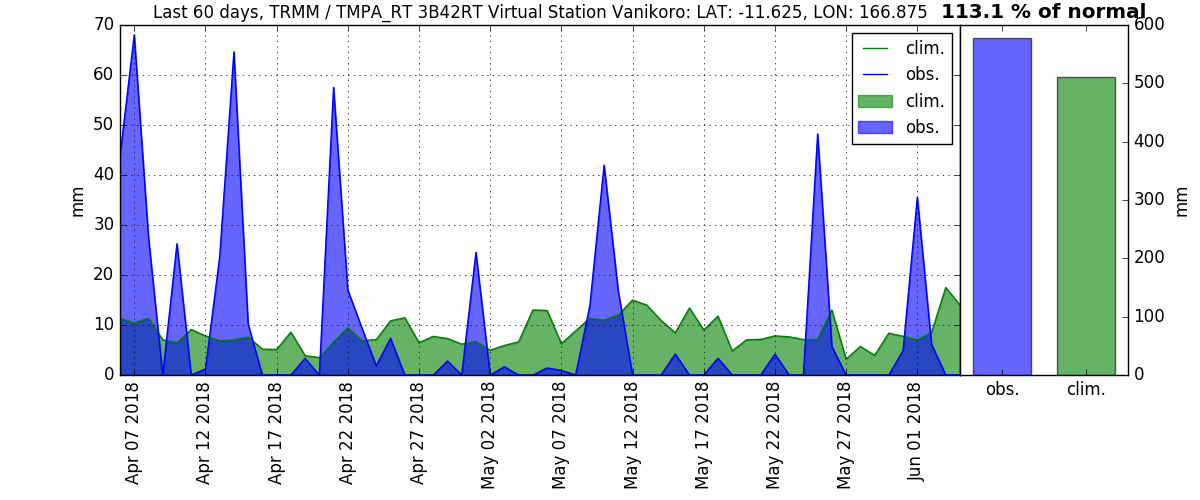 Last 60 days, TRMM / TMPA_RT 3B42RT Virtual Station Vanikoro: LAT: -11.625, LON: 166.875 113.1 % of normal
70
60
50
40
30
20
10
0
mm
clim.
obs.
clim.
obs.
Apr 07 2018
Apr 12 2018
Apr 17 2018
Apr 22 2018
Apr 27 2018
May 02 2018
May 07 2018
May 12 2018
May 17 2018
May 22 2018
May 27 2018
Jun 01 2018
600
500
400
300
200
100
0
mm
obs.
clim.